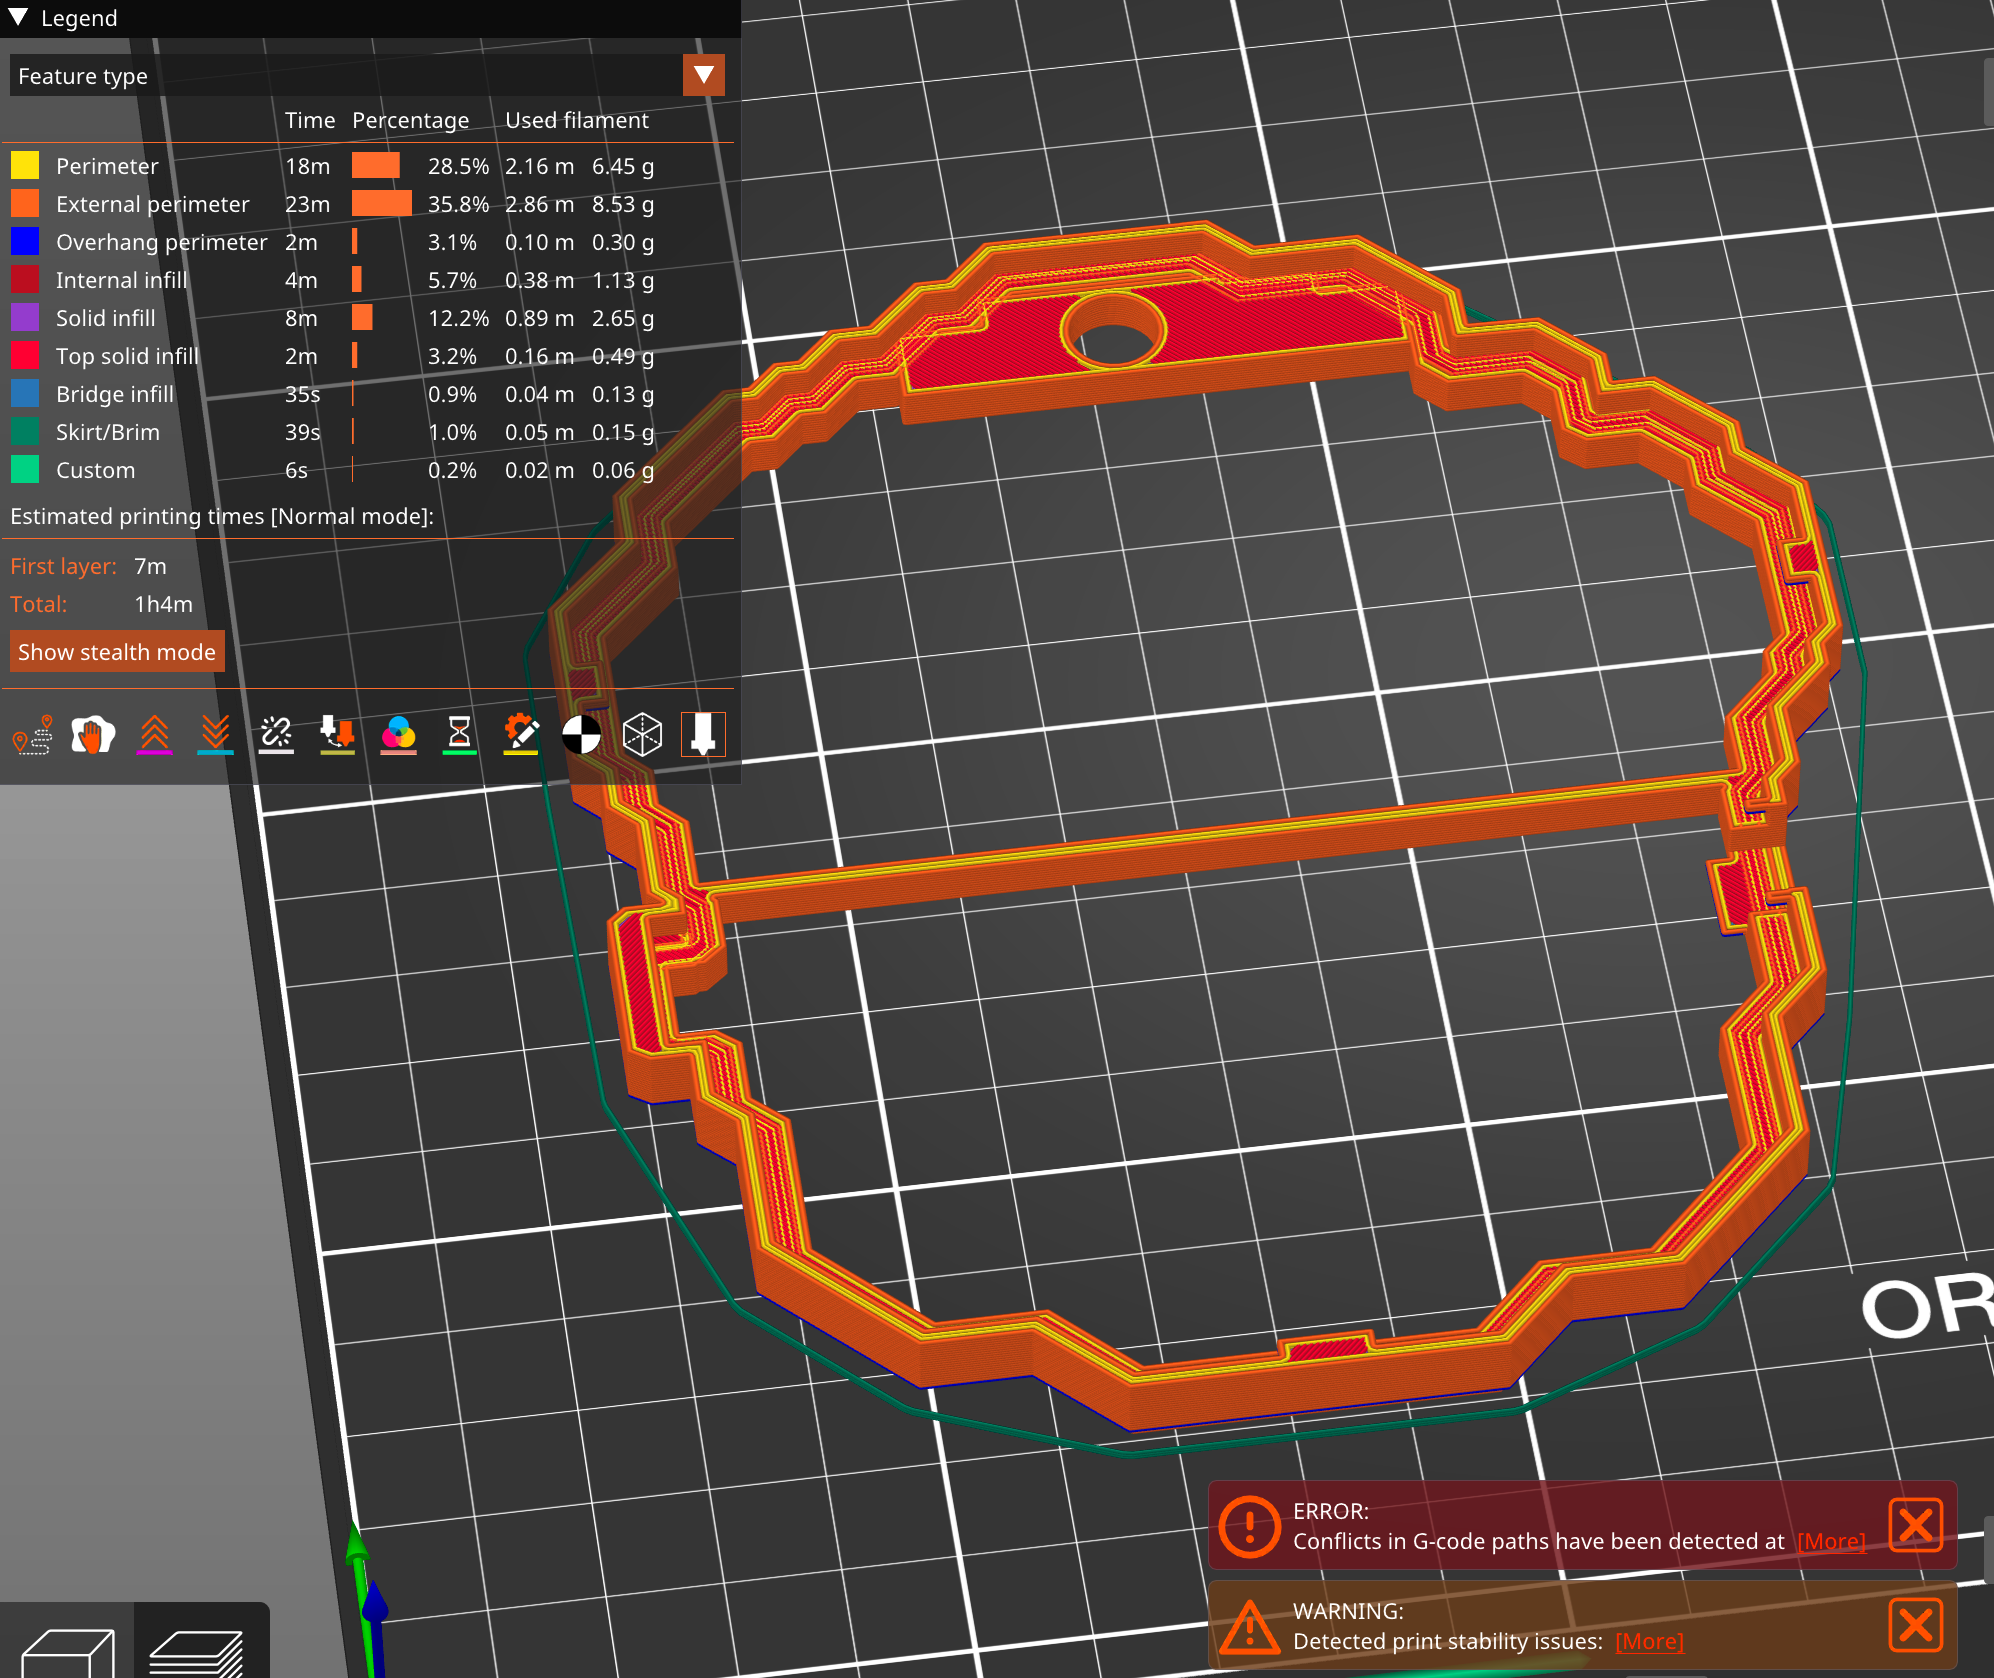 Legend
Feature type
Time Percentage Used filament
Perimeter 18m 28.5% 2.16 m 6.45 g
External perimeter 23m 35.8% 2.86 m 8.53 g
Overhang perimeter 2m 3.1% 0.10 m 0.30 g
Internal infill 4m 5.7% 0.38 m 1.13 g
Solid infill 8m 12.2% 0.89 m 2.65 g
Top solid infill 2m 3.2% 0.16 m 0.49 g
Bridge infill 35s 0.9% 0.04 m 0.13 g
Skirt/Brim 39s 1.0% 0.05 m 0.15 g
Custom 6s 0.2% 0.02 m 0.06 g
Estimated printing times [Normal mode]:
First layer: 7m
Total: 1h4m
Show stealth mode
OR
ERROR:
Conflicts in G-code paths have been detected at [More]
WARNING:
Detected print stability issues: [More]